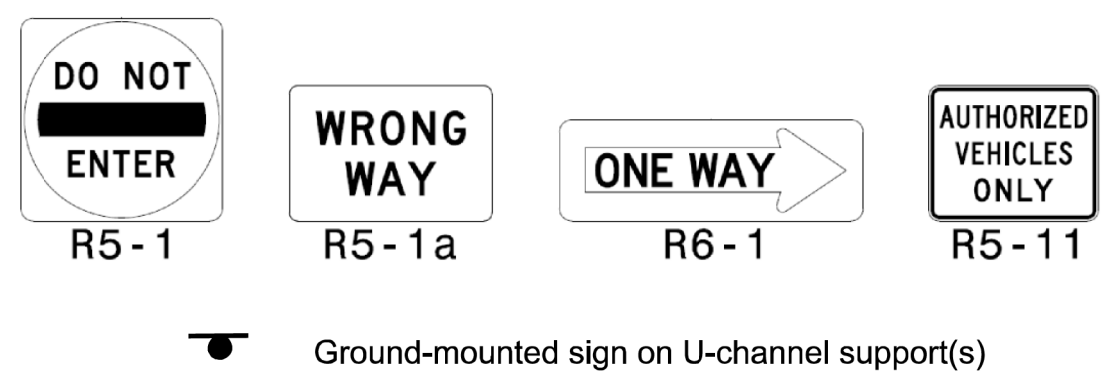 DO NOT
ENTER
R5-1
WRONG
WAY
R5-1a
ONE WAY
R6-1
AUTHORIZED
VEHICLES
ONLY
R5-11
Ground-mounted sign on U-channel support(s)